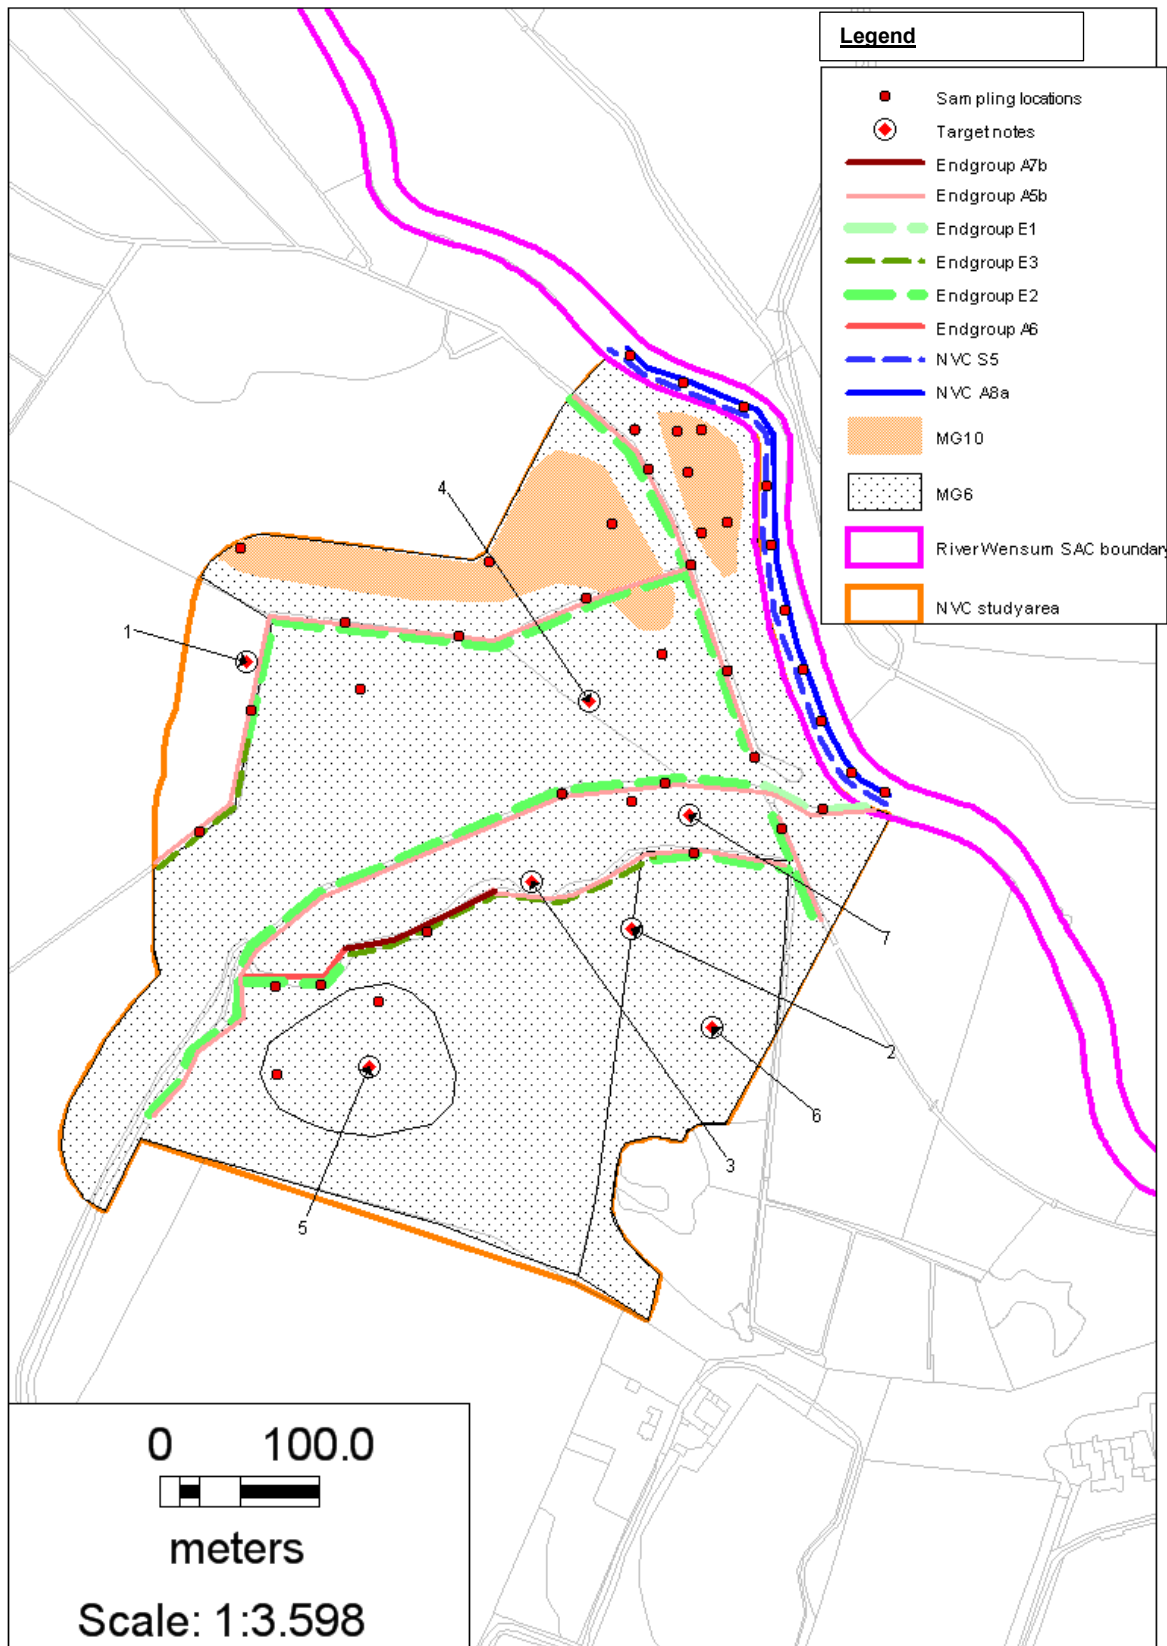 Legend
Sampling locations
Target notes
Endgroup A7b
Endgroup A5b
Endgroup E1
Endgroup E3
Endgroup E2
Endgroup A6
NVC S5
NVC A8a
MG10
MG6
River Wensum SAC boundary
NVC study area
4
1
7
2
6
3
5
0 100.0
meters
Scale: 1:3.598